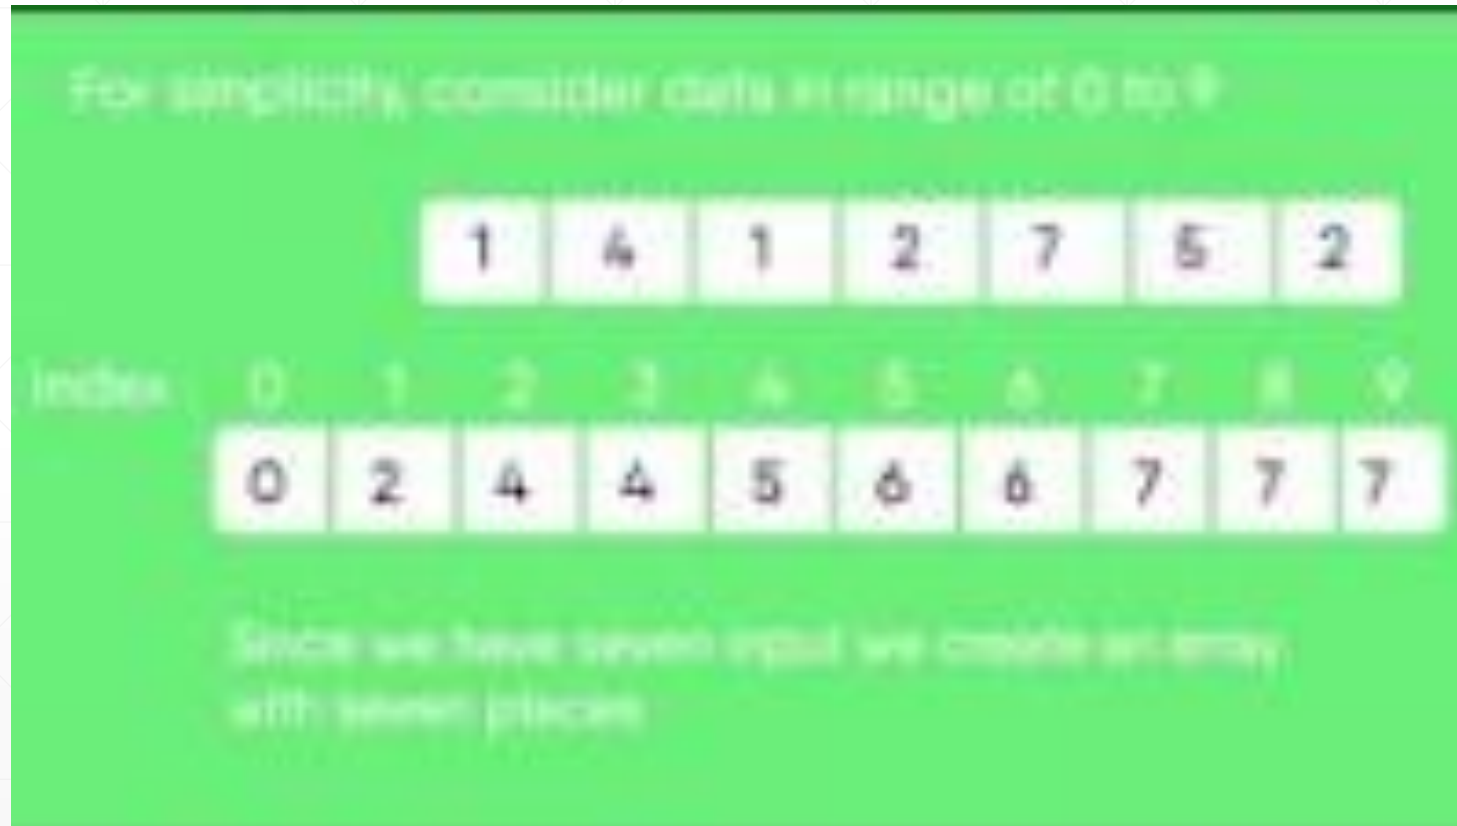 For simplicity, consider data in range of 0 to 9
1 4 1 2 7 5 2
index 0 1 2 3 4 5 6 7 8 9
0 2 4 4 5 6 6 7 7 7
Since we have seven input we create an array
with seven places